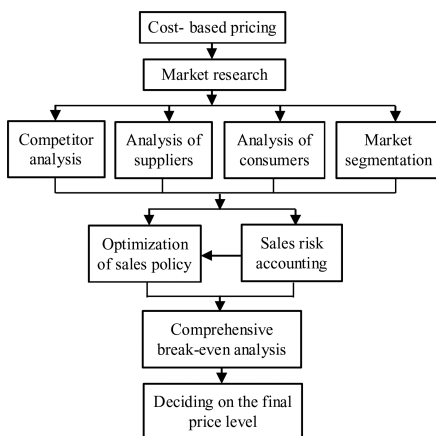 Cost- based pricing
Market research
Competitor
analysis
Analysis of
suppliers
Analysis of
consumers
Market
segmentation
Optimization
of sales policy
Sales risk
accounting
Comprehensive
break-even analysis
Deciding on the final
price level